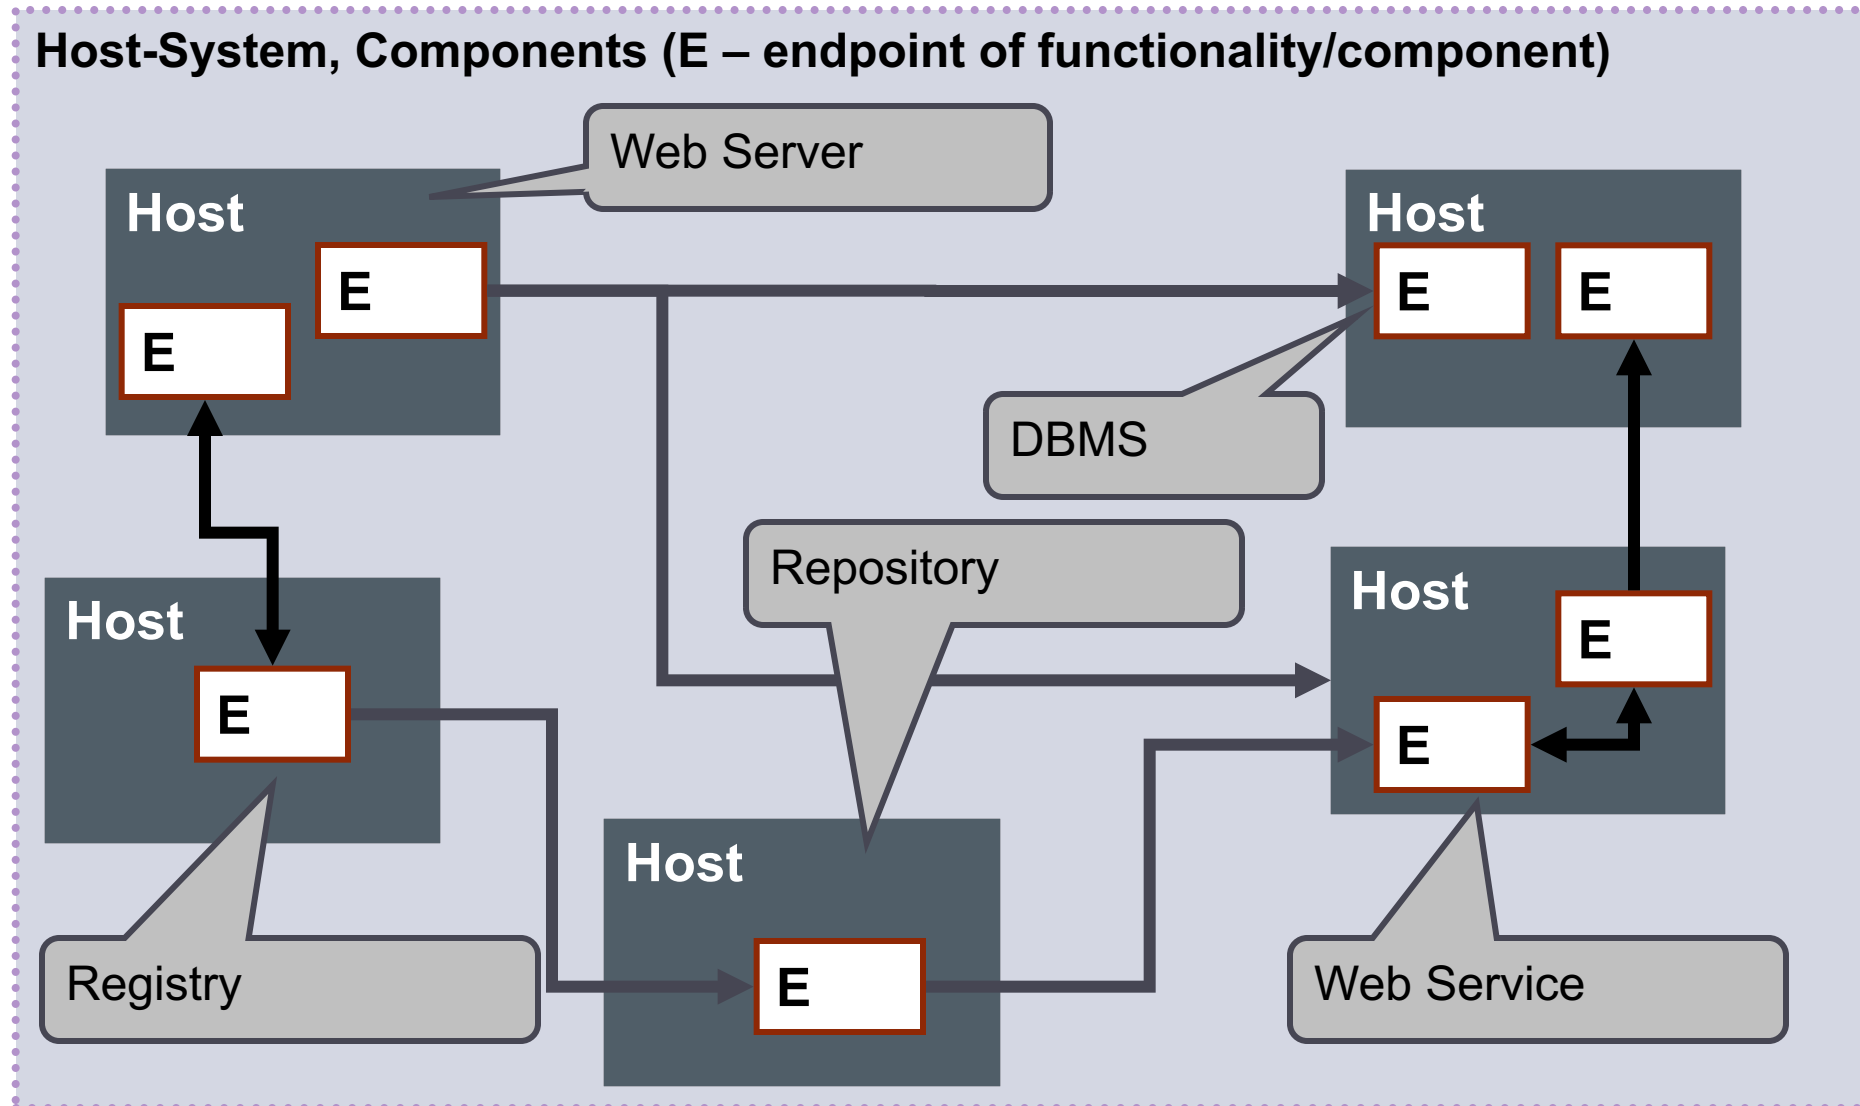 Host-System, Components (E – endpoint of functionality/component)
Web Server
Host
E
E
Host
E
E
DBMS
Repository
Host
E
Registry
Host
E
E
Host
E
Web Service